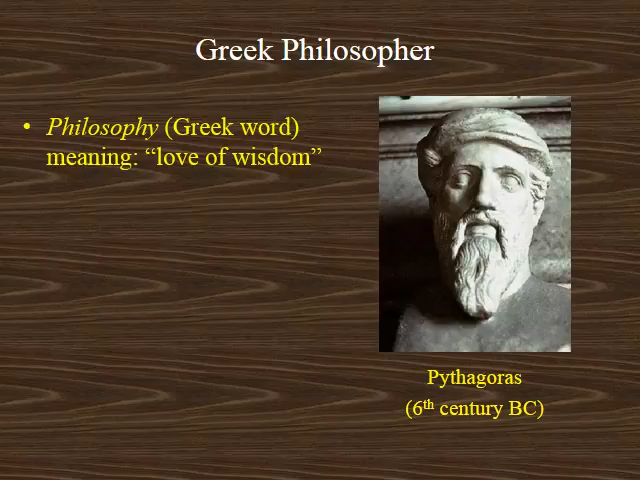 Greek Philosopher
• Philosophy (Greek word)
meaning: “love of wisdom”
Pythagoras
(6th century BC)